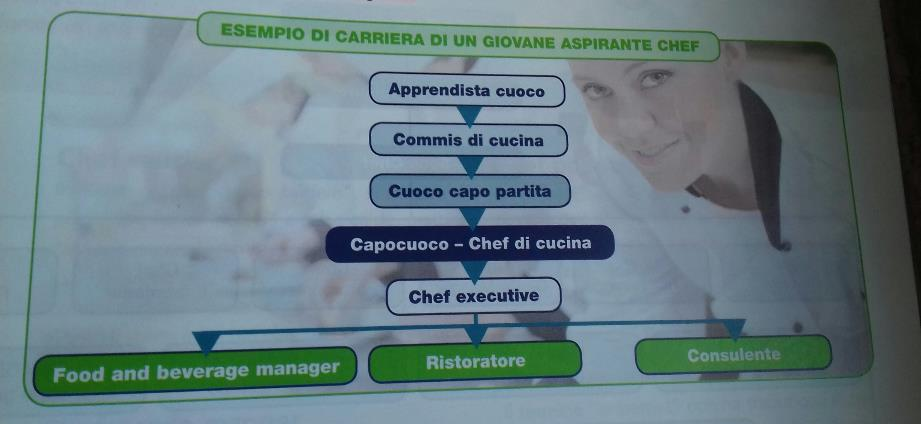 ESEMPIO DI CARRIERA DI UN GIOVANE ASPIRANTE CHEF
Apprendista cuoco
Commis di cucina
Cuoco capo partita
Capocuoco – Chef di cucina
Chef executive
Food and beverage manager
Ristoratore
Consulente